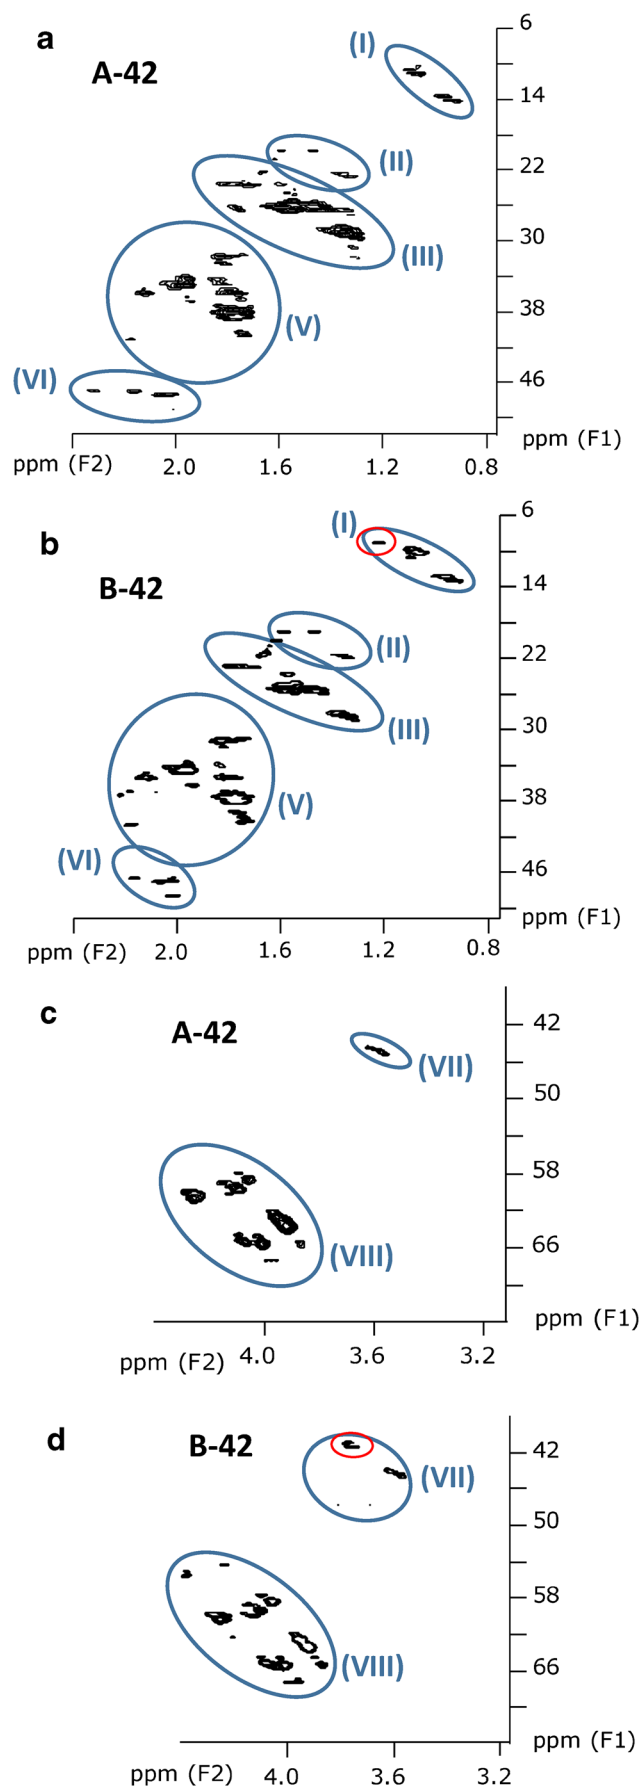 a
A-42
(I)
(II)
(III)
(V)
(VI)
6
14
22
30
38
46
ppm (F1)
ppm (F2)
2.0
1.6
1.2
0.8
b
B-42
(I)
(II)
(III)
(V)
(VI)
6
14
22
30
38
46
ppm (F1)
ppm (F2)
2.0
1.6
1.2
0.8
c
A-42
(VII)
(VIII)
42
50
58
66
ppm (F1)
ppm (F2)
4.0
3.6
3.2
d
B-42
(VII)
(VIII)
42
50
58
66
ppm (F1)
ppm (F2)
4.0
3.6
3.2